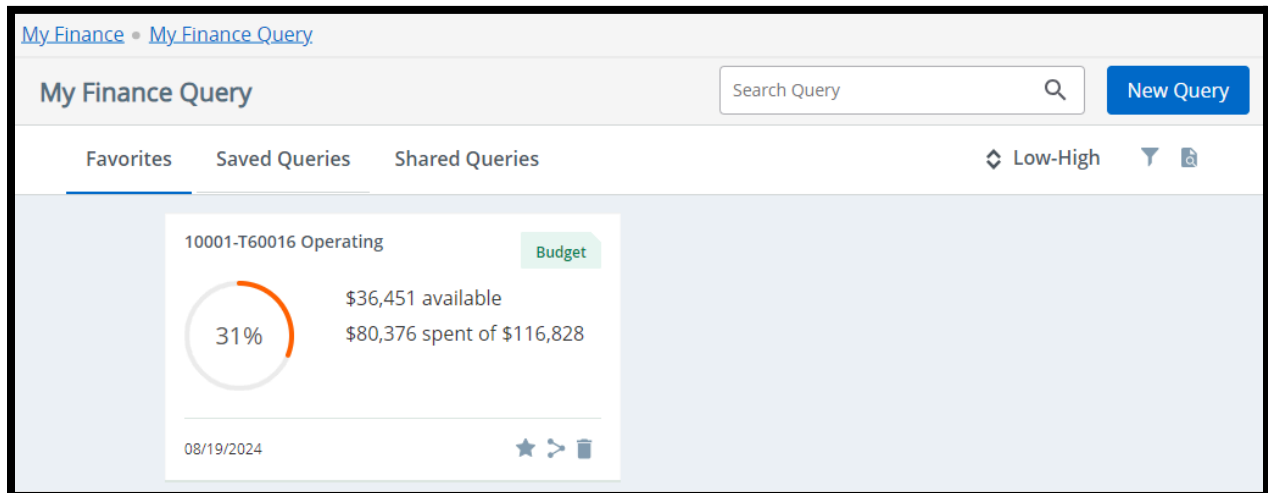 My Finance • My Finance Query
My Finance Query
Search Query
New Query
Favorites Saved Queries Shared Queries
Low-High
10001-T60016 Operating
Budget
31%
$36,451 available
$80,376 spent of $116,828
08/19/2024